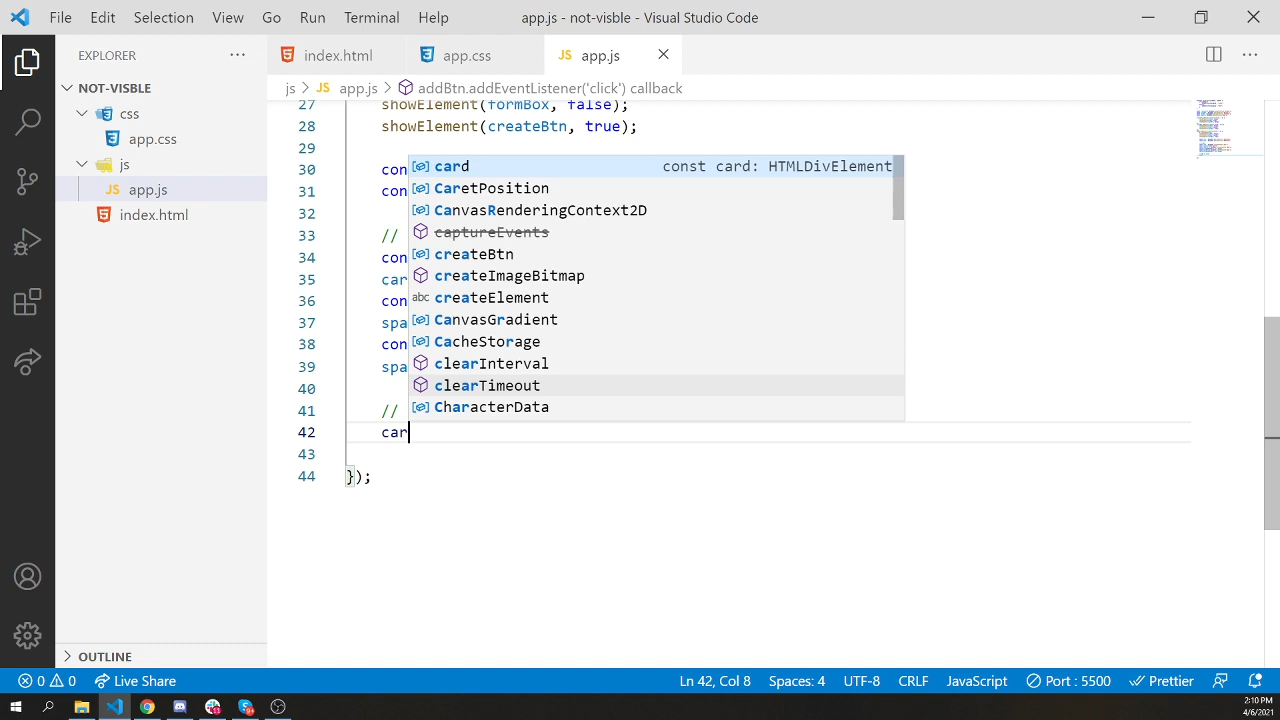 File Edit Selection View Go Run Terminal Help app.js - not-visble - Visual Studio Code
EXPLORER
NOT-VISBLE
css
app.css
js
app.js
index.html
OUTLINE
index.html app.css JS app.js
js > JS app.js > addBtn.addEventListener('click') callback
27 showElement(formBox, false);
28 showElement(createBtn, true);
29
30 con
31 con
32
33 //
34 con
35 car
36 con
37 spa
38 con
39 spa
40
41 //
42 car
43
44 });
card const card: HTMLDivElement
CaretPosition
CanvasRenderingContext2D
captureEvents
createBtn
createImageBitmap
abc createElement
CanvasGradient
CacheStorage
clearInterval
clearTimeout
CharacterData
0 0 Live Share Ln 42, Col 8 Spaces: 4 UTF-8 CRLF JavaScript Port : 5500 Prettier
2:10 PM
4/6/2021